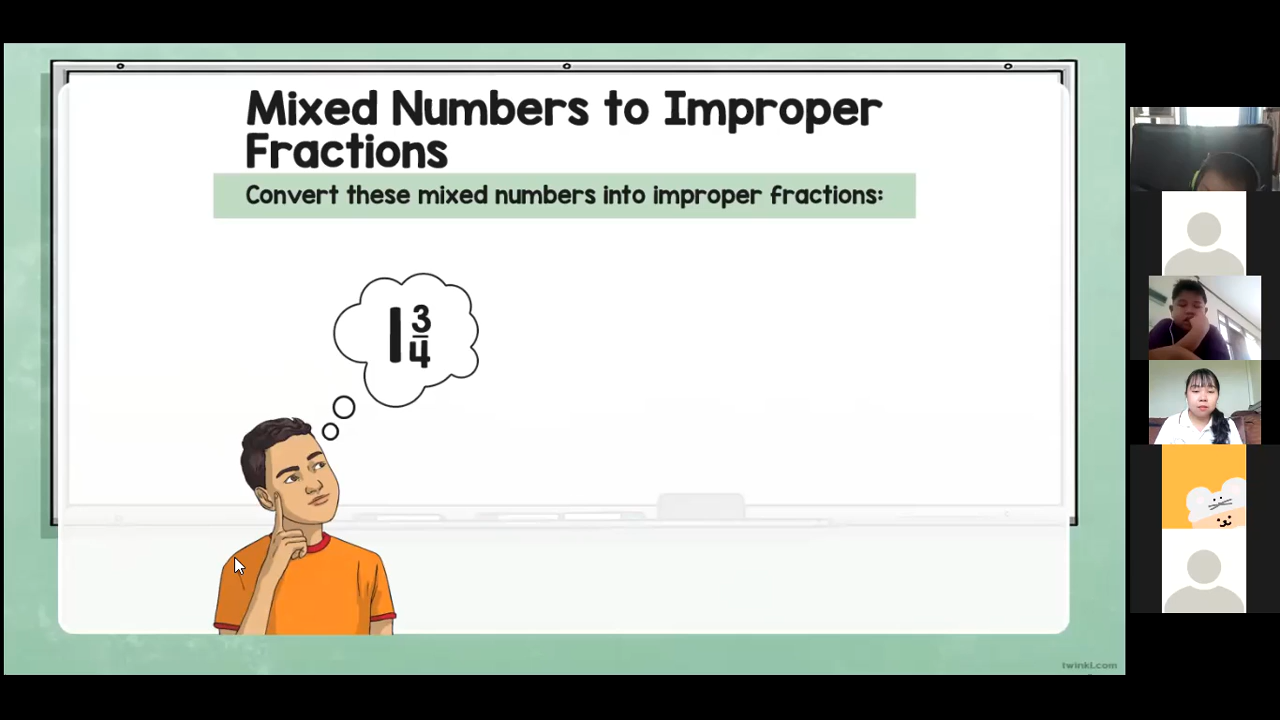 Mixed Numbers to Improper
Fractions
Convert these mixed numbers into improper fractions:
1 3/4
twinkl.com